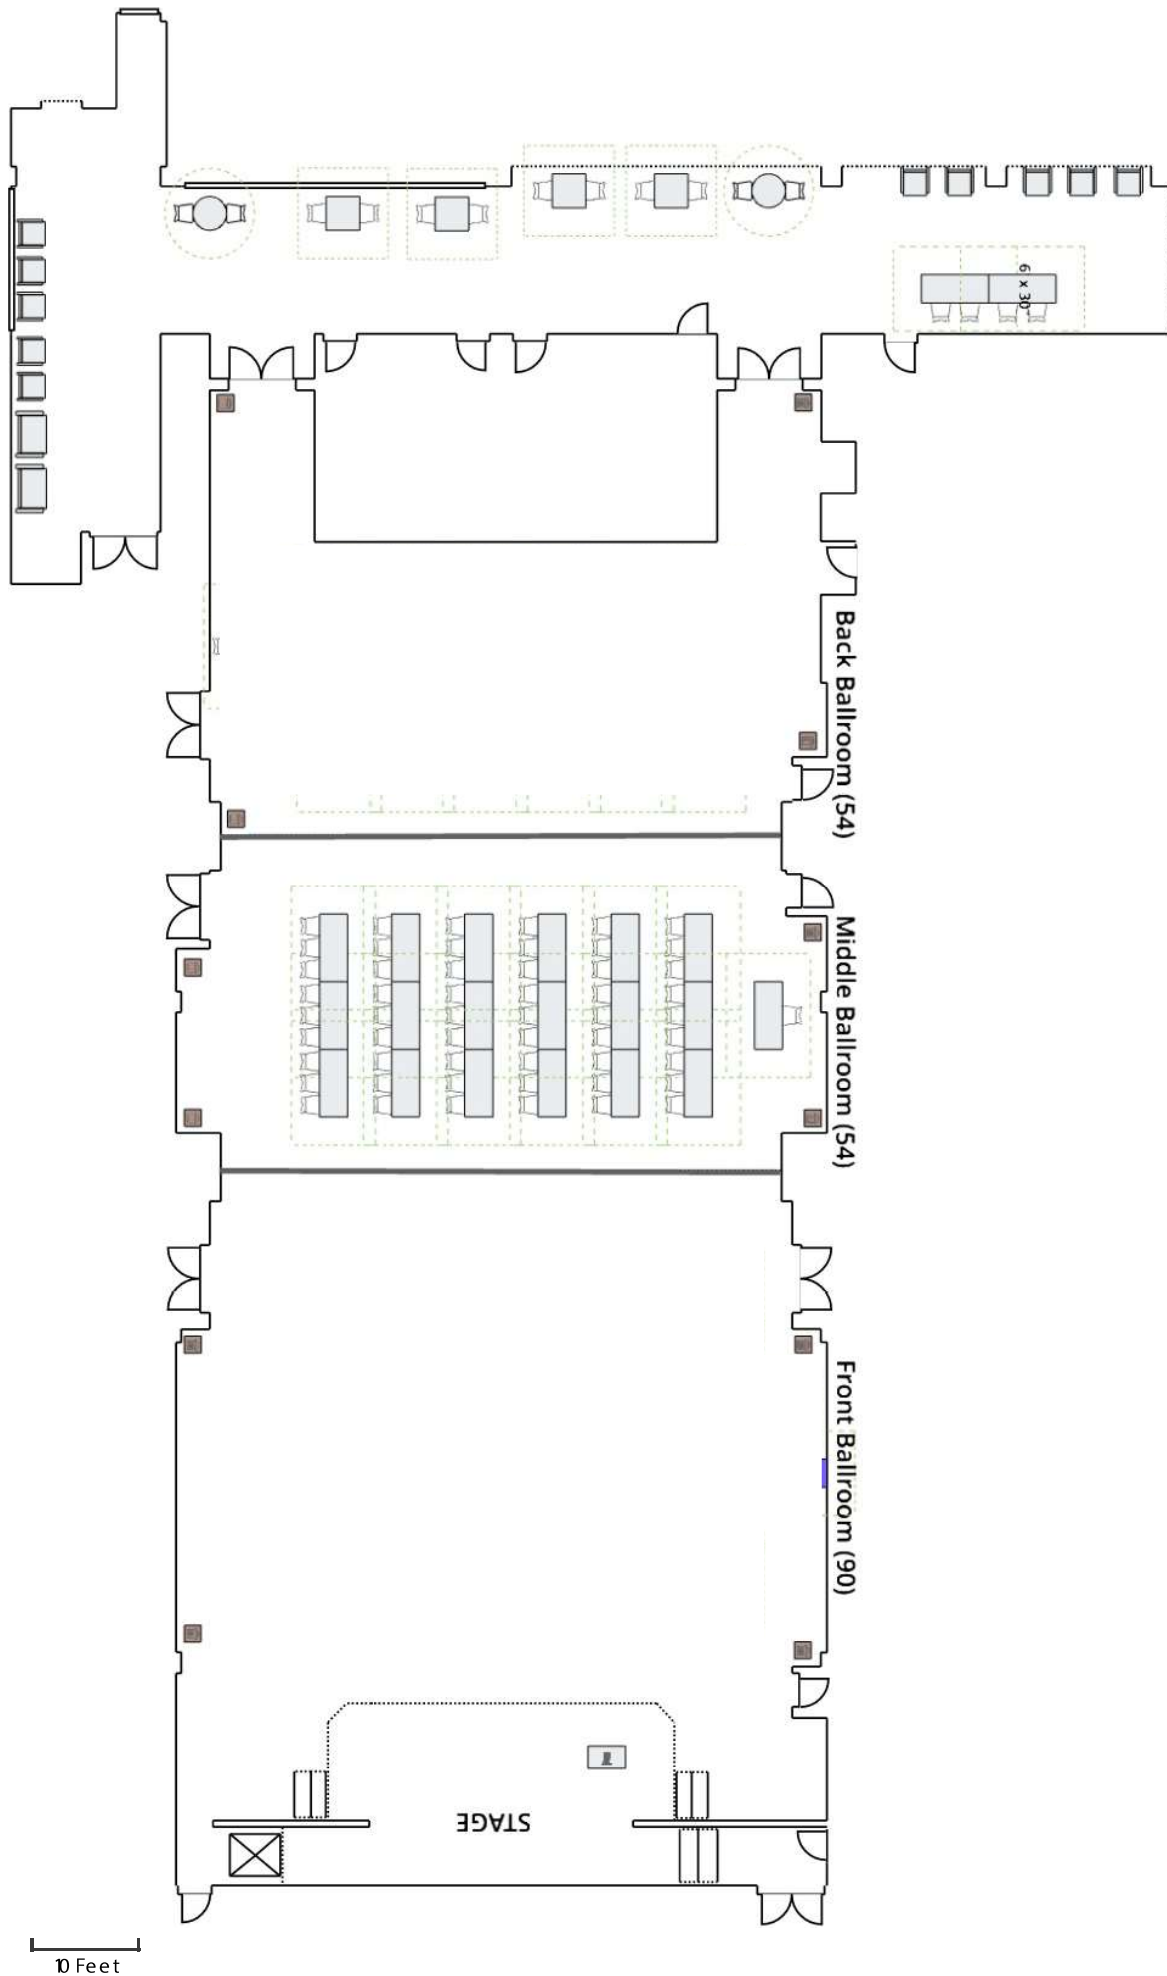 6 x 30"
Back Ballroom (54)
Middle Ballroom (54)
Front Ballroom (90)
STAGE
10 Feet